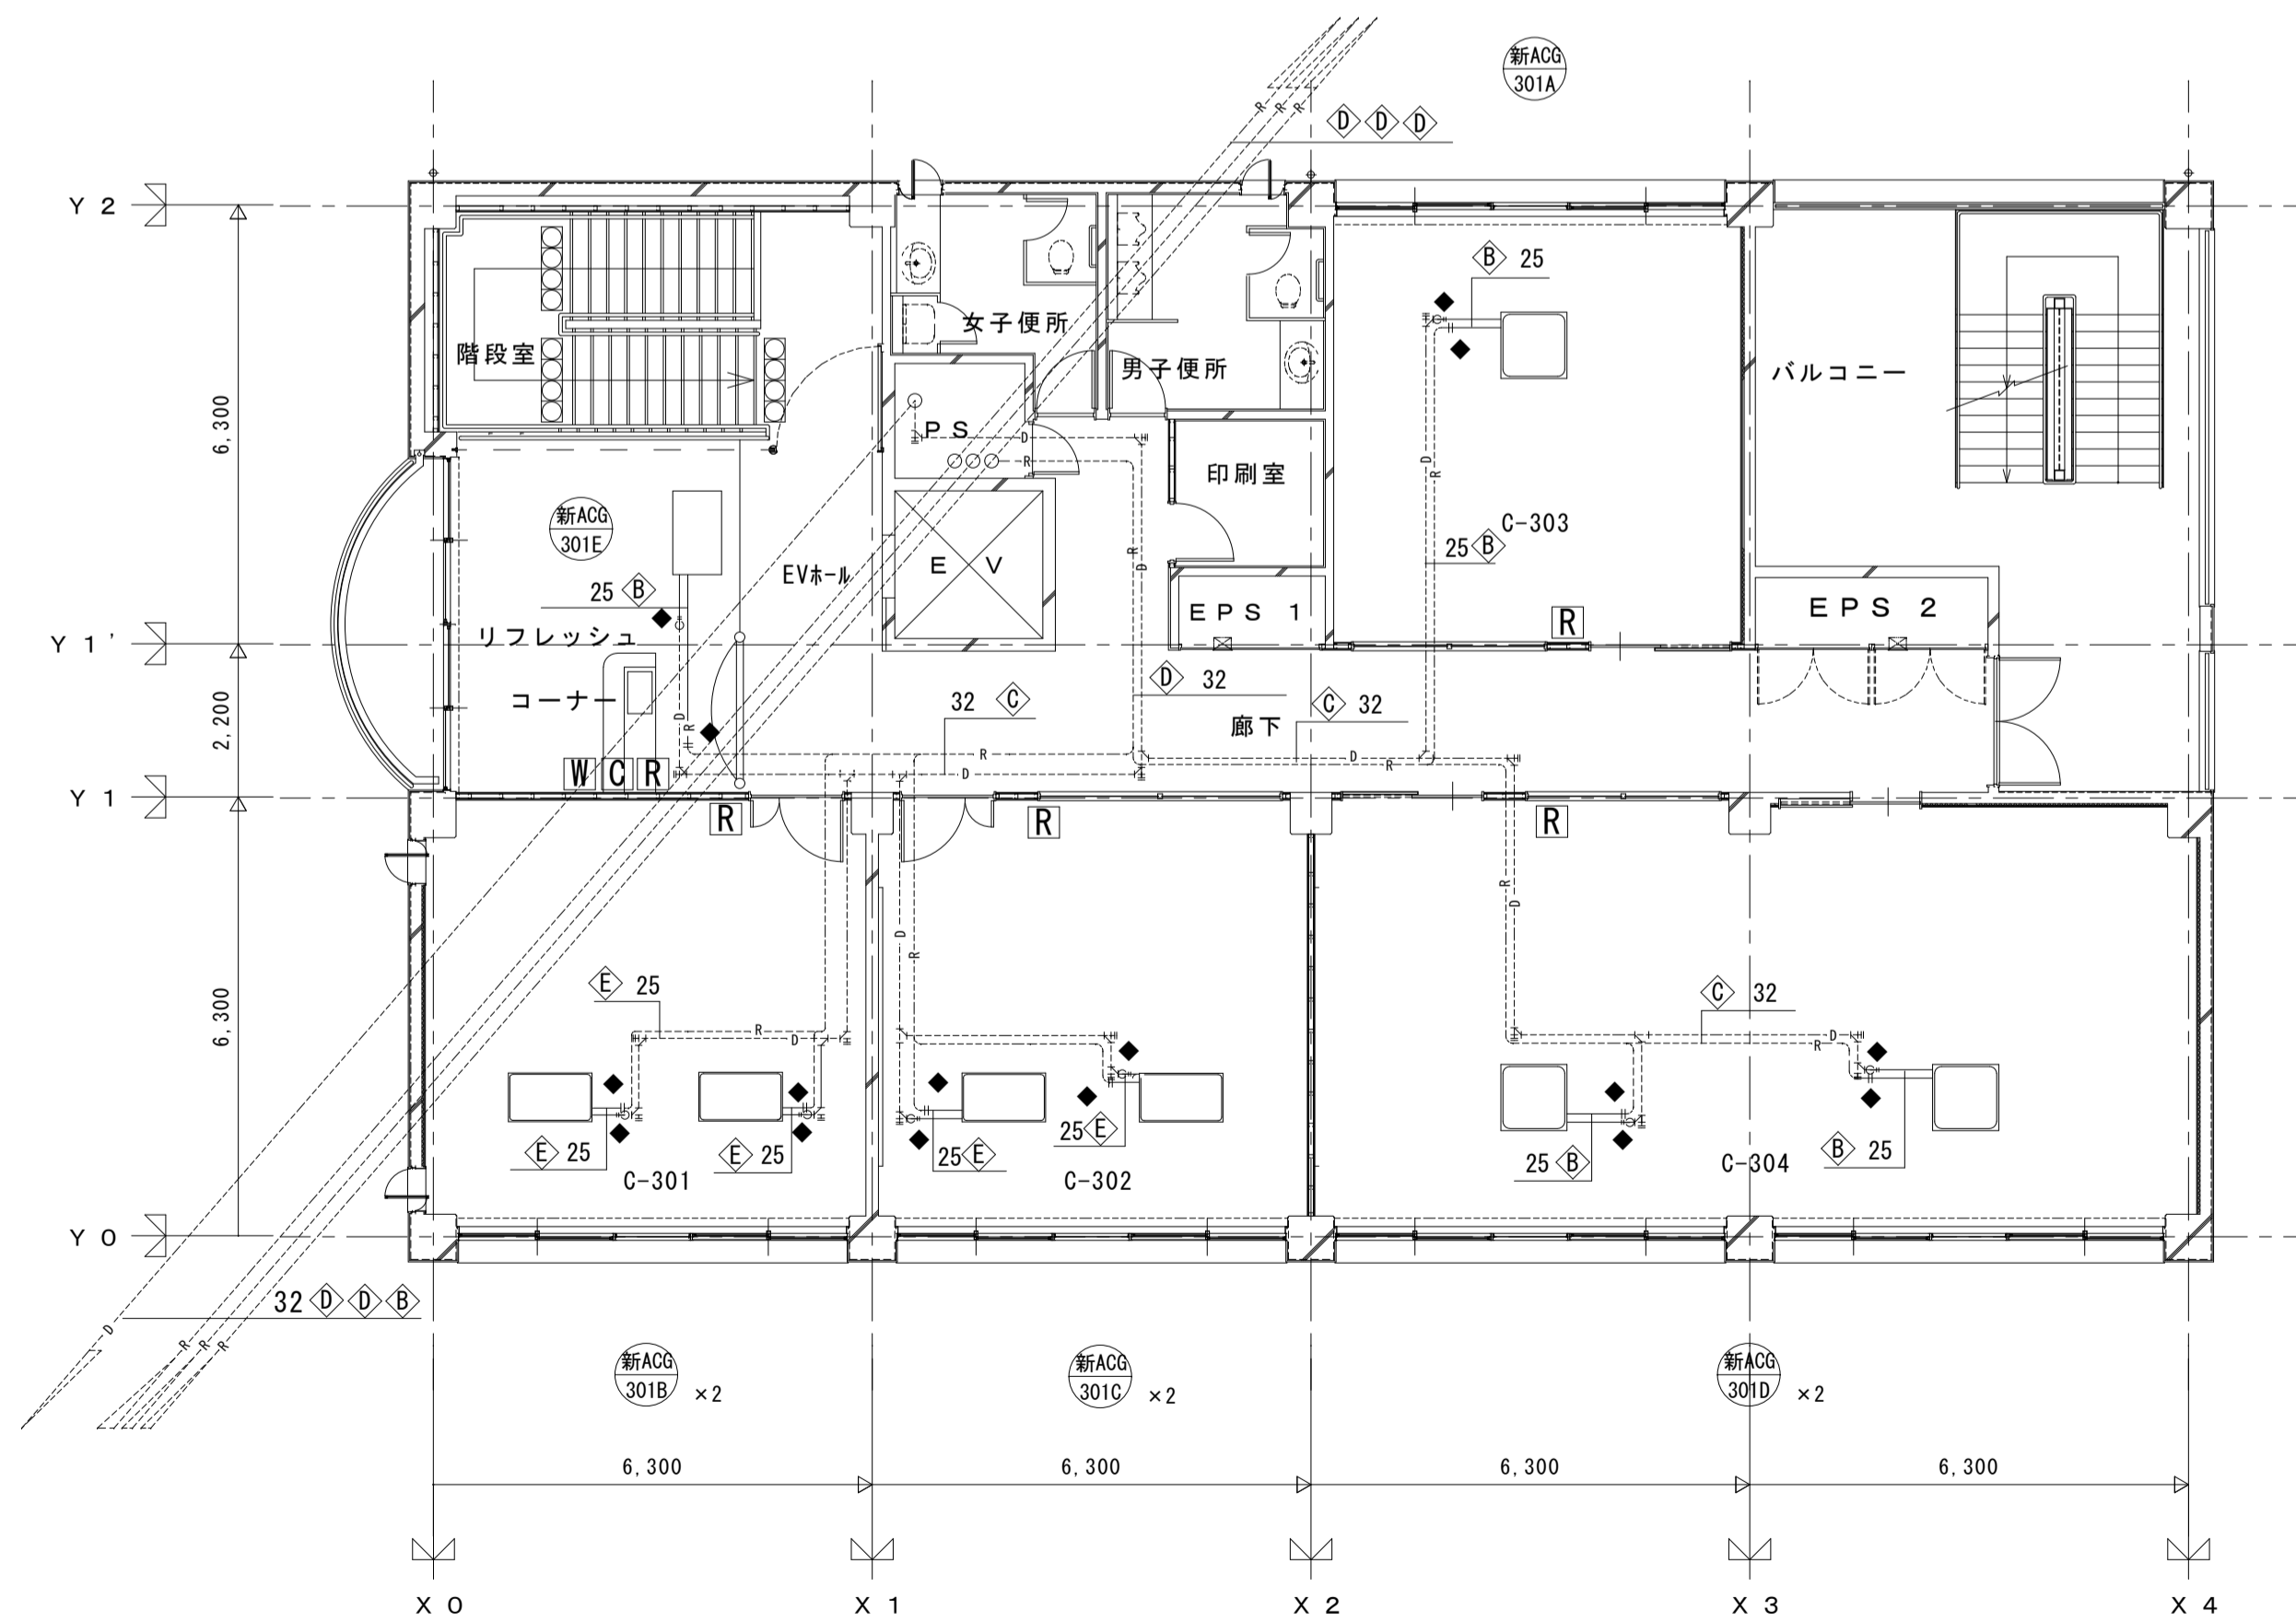 新ACG
301A
R
R
R
D D D
Y 2
B 25
女子便所
階段室
男子便所
バルコニー
6,300
PS
D
R
D
R
印刷室
新ACG
301E
C-303
EVホール
E V
25 B
R
D
25 B
EPS 1
EPS 2
R
Y 1'
リフレッシュ
コーナー
D 32
32 C
C 32
廊下
2,200
D
R
R
D
D
R
W C R
Y 1
R
R
R
R
D
D
R
E 25
C 32
6,300
R
D
D
R
E 25
E 25
25 E
25 E
25 B
B 25
C-301
C-302
C-304
Y 0
32 D D B
D
R
R
R
新ACG
301B
×2
新ACG
301C
×2
新ACG
301D
×2
6,300
6,300
6,300
6,300
X 0
X 1
X 2
X 3
X 4